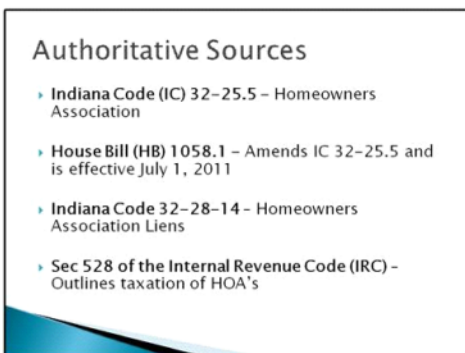 Authoritative Sources
Indiana Code (IC) 32-25.5 – Homeowners
Association
House Bill (HB) 1058.1 – Amends IC 32-25.5 and
is effective July 1, 2011
Indiana Code 32-28-14 - Homeowners
Association Liens
Sec 528 of the Internal Revenue Code (IRC) –
Outlines taxation of HOA's